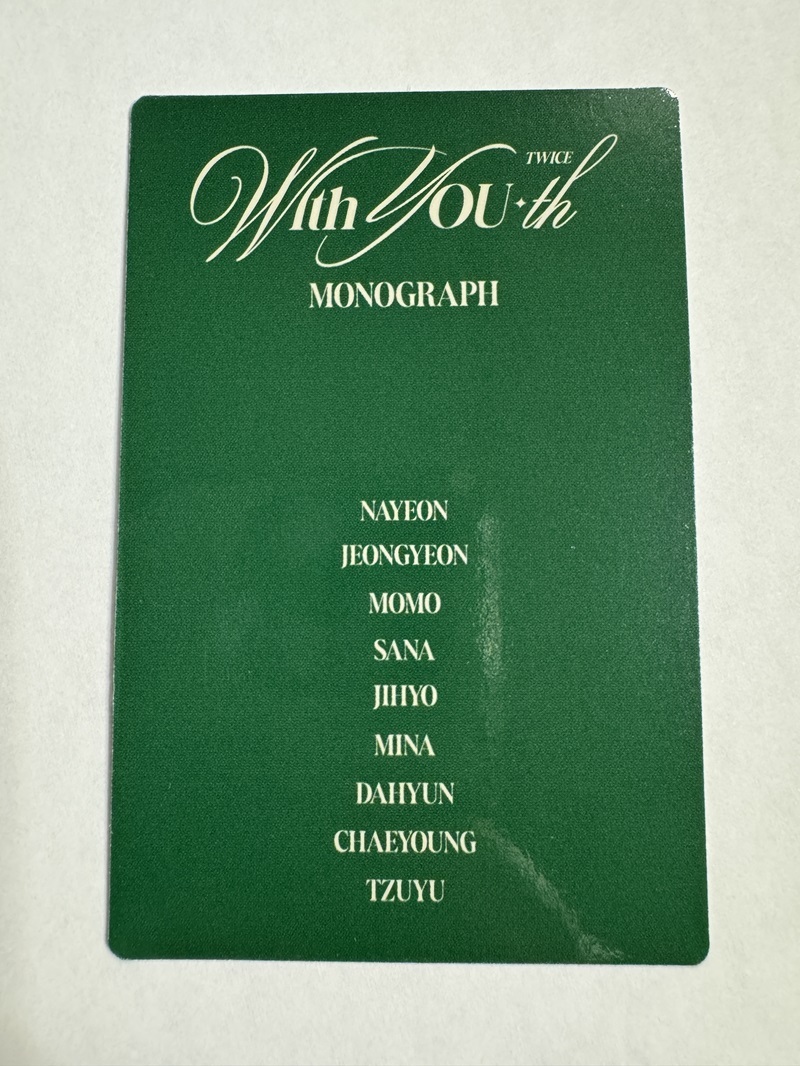 TWICE
With YOU-th
MONOGRAPH
NAYEON
JEONGYEON
MOMO
SANA
JIHYO
MINA
DAHYUN
CHAEYOUNG
TZUYU